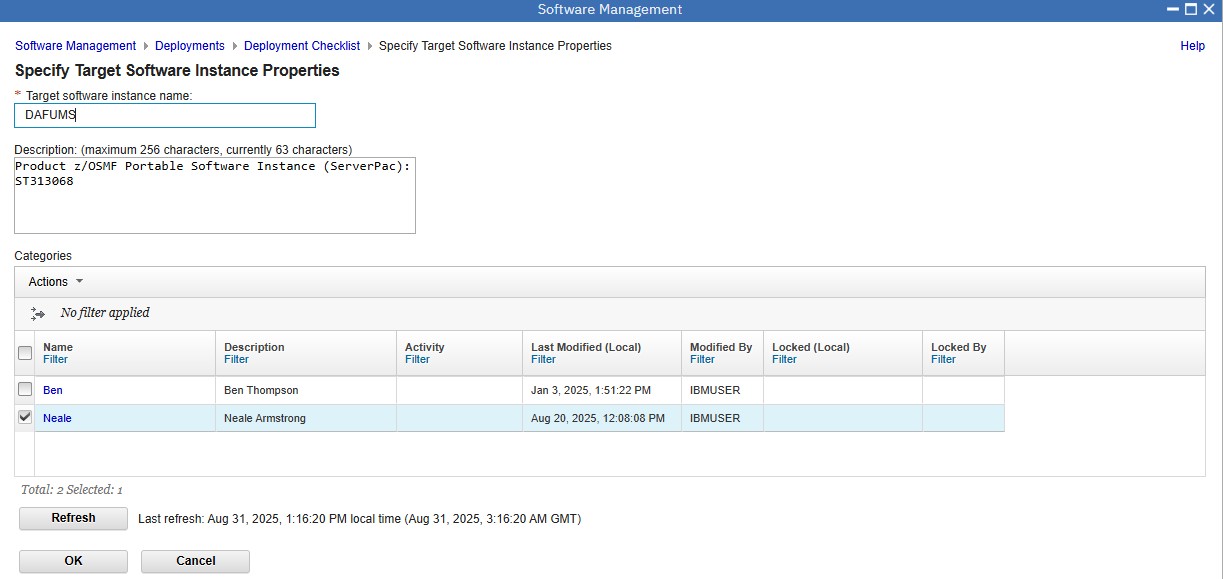 Software Management
Software Management Deployments Deployment Checklist Specify Target Software Instance Properties Help
Specify Target Software Instance Properties
* Target software instance name:
DAFUMS
Description: (maximum 256 characters, currently 63 characters)
Product z/OSMF Portable Software Instance (ServerPac):
ST313068
Categories
Actions
No filter applied
Name Description Activity Last Modified (Local) Modified By Locked (Local) Locked By
Filter Filter Filter Filter Filter Filter Filter
Ben Ben Thompson Jan 3, 2025, 1:51:22 PM IBMUSER
Neale Neale Armstrong Aug 20, 2025, 12:08:08 PM IBMUSER
Total: 2 Selected: 1
Refresh Last refresh: Aug 31, 2025, 1:16:20 PM local time (Aug 31, 2025, 3:16:20 AM GMT)
OK Cancel